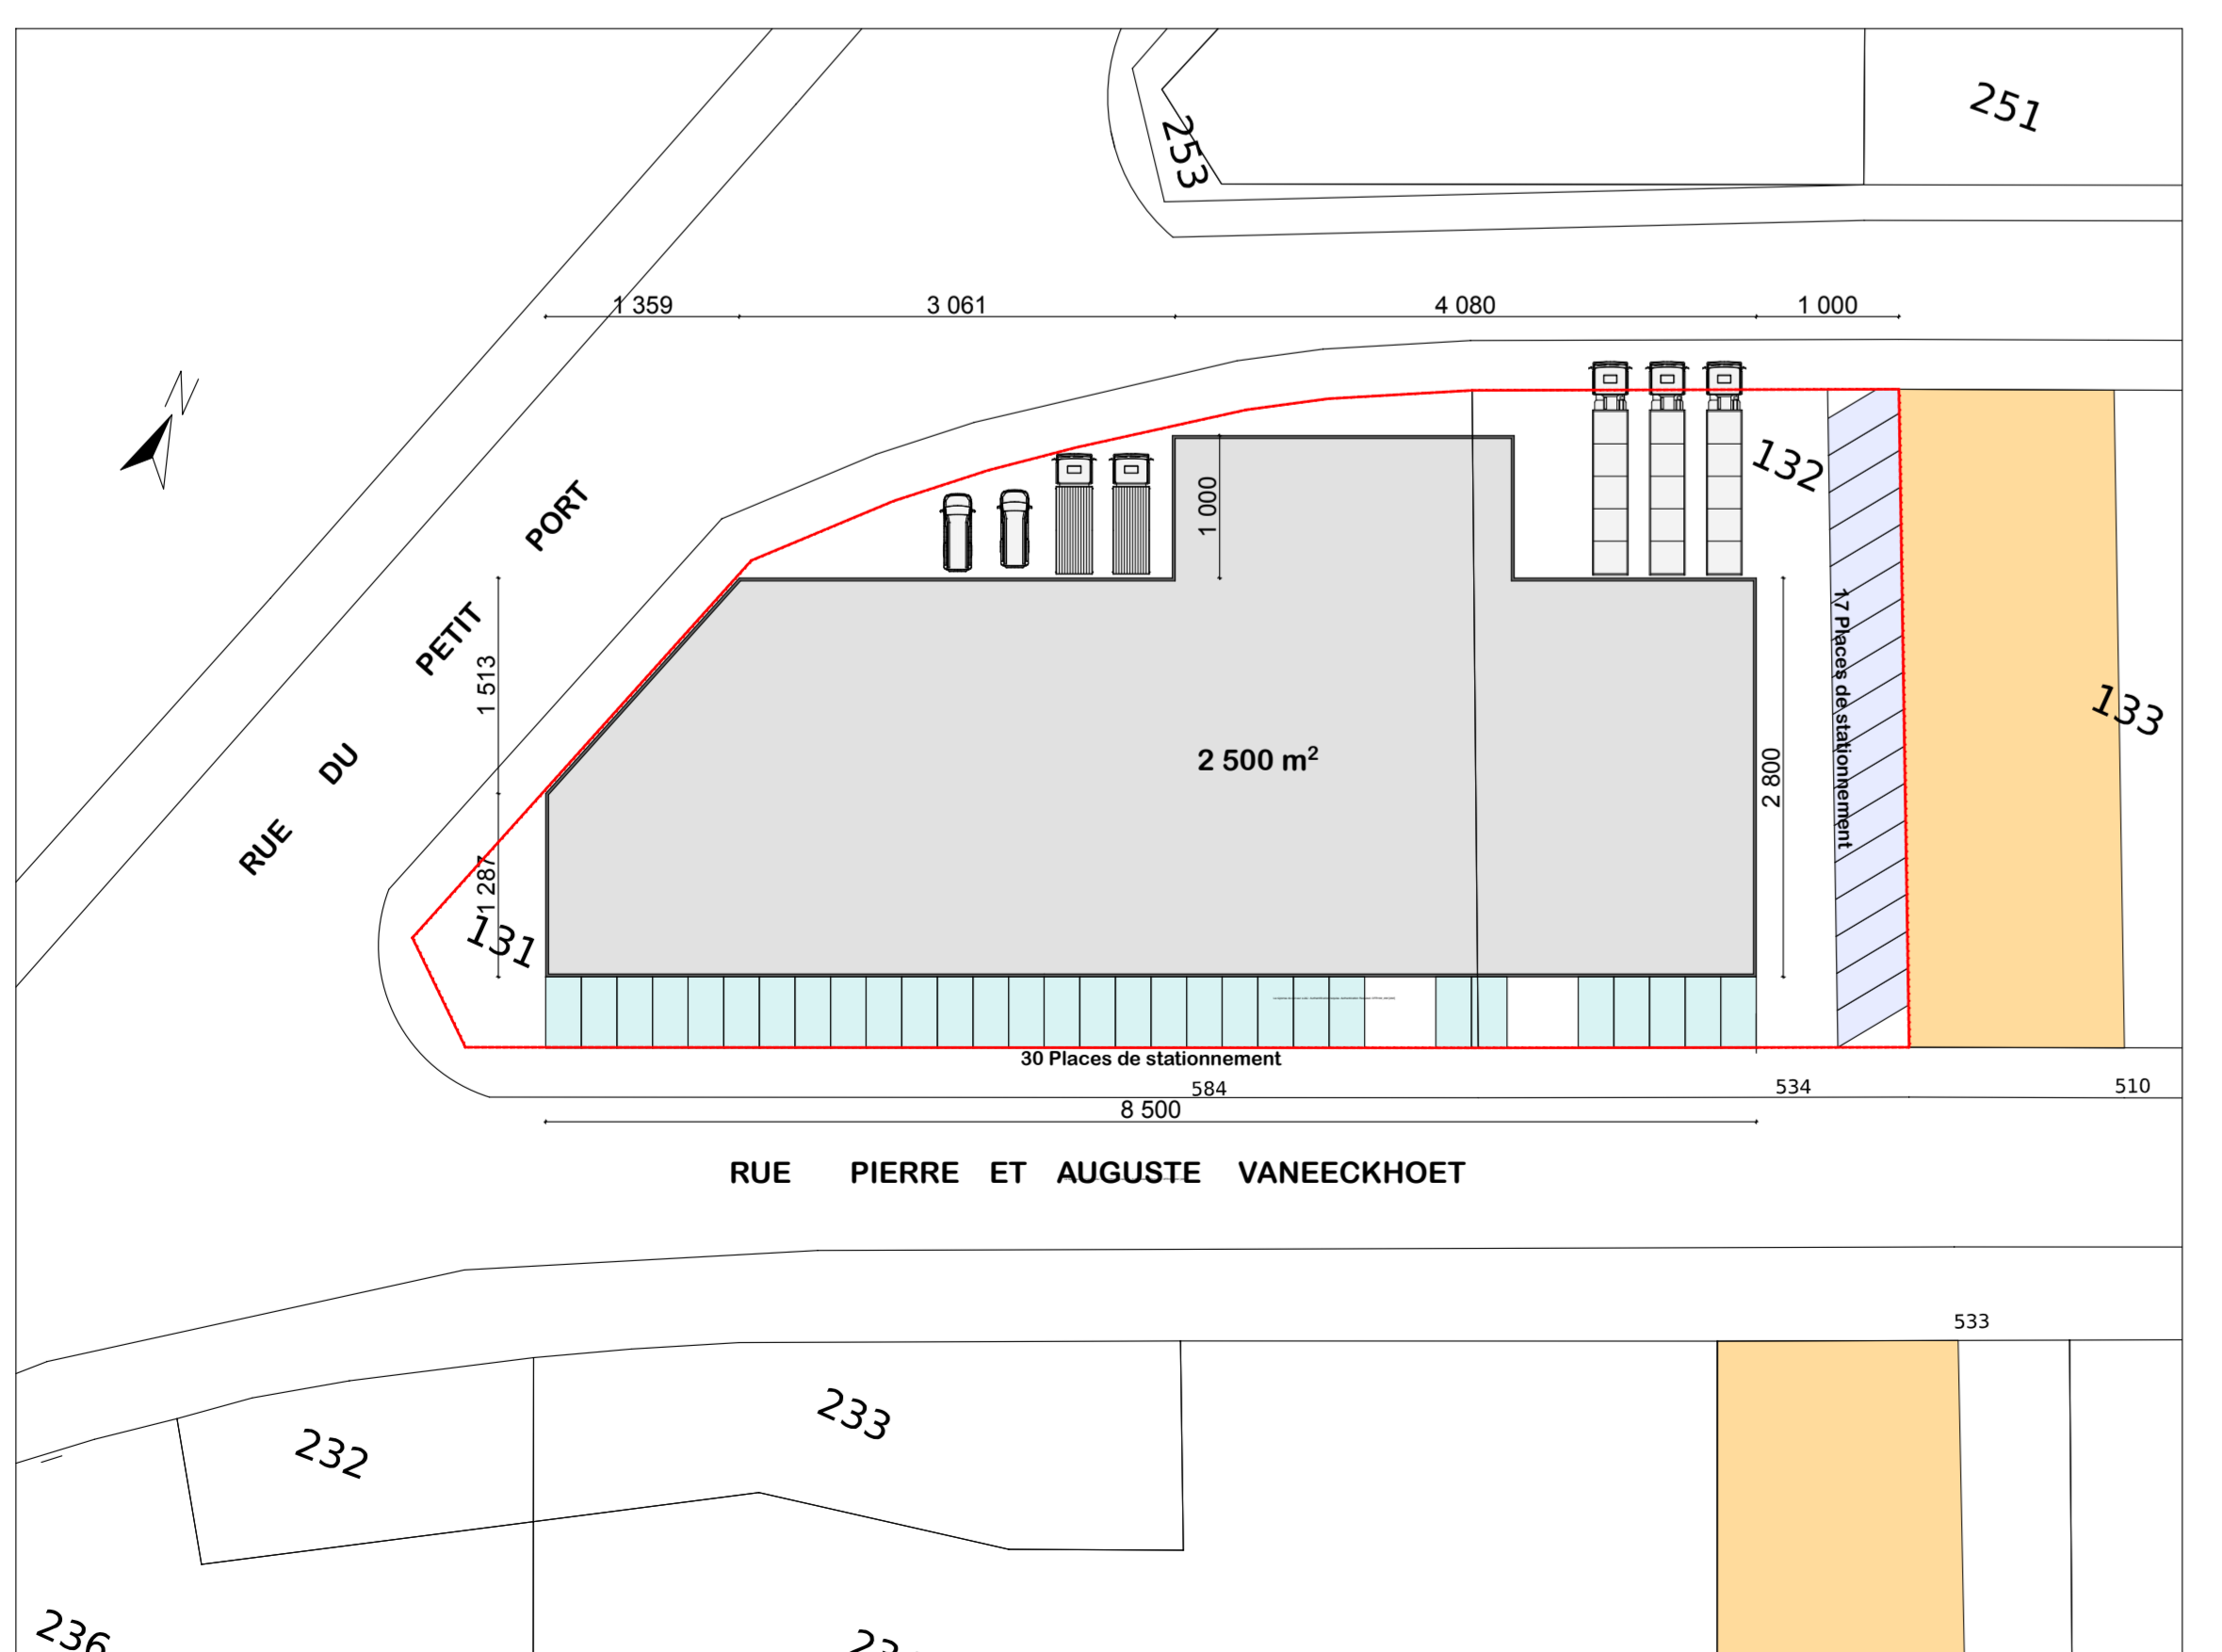 251
253
1 359
3 061
4 080
1 000
N
132
1 000
PORT
PETIT
1 513
17 Places de stationnement
133
DU
2 500 m²
2 800
RUE
1 287
131
30 Places de stationnement
584
534
510
8 500
RUE PIERRE ET AUGUSTE VANEECKHOET
533
233
232
236